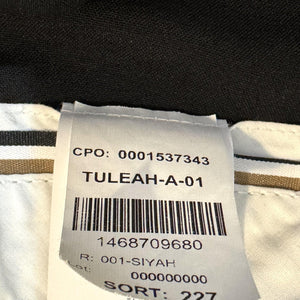 CPO: 0001537343
TULEAH-A-01
1468709680
R: 001-SIYAH
000000000
SORT: 227